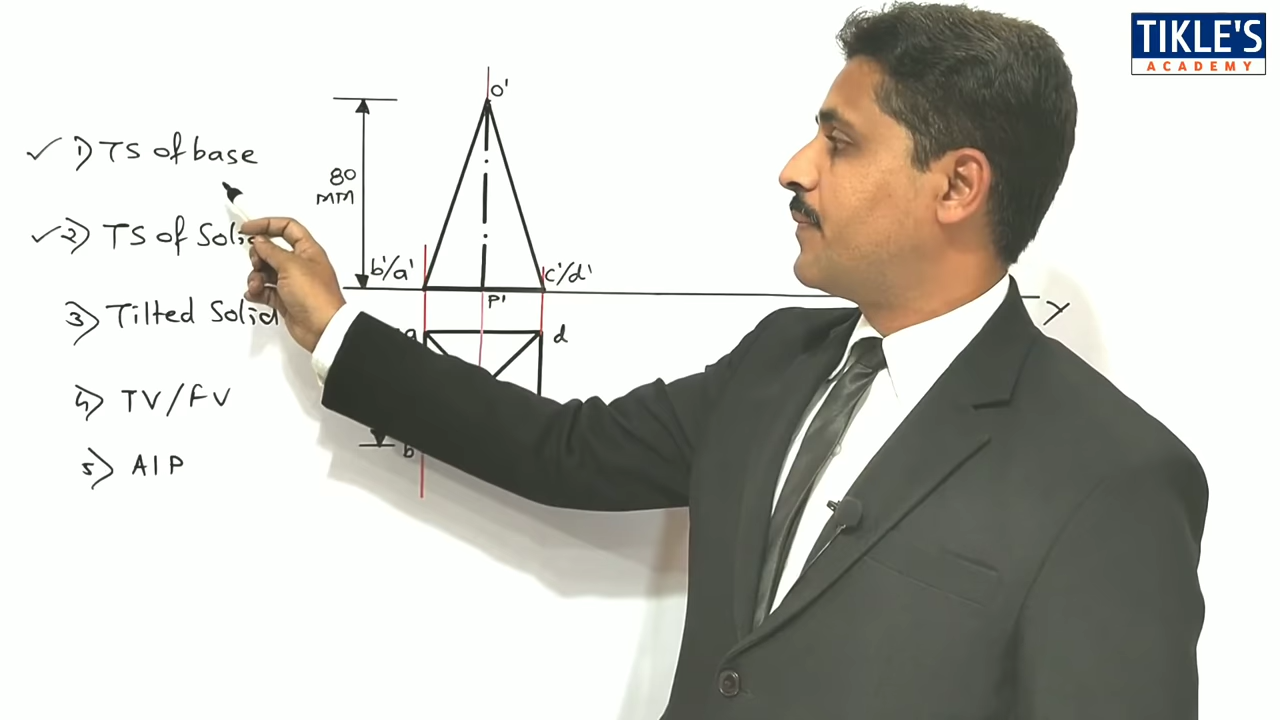 TIKLE'S
ACADEMY
1) TS of base
2) TS of Solid
3) Tilted Solid
4) TV/FV
5) AIP
O'
80
MM
b'/a'
c'/d'
P'
y
a
d
b